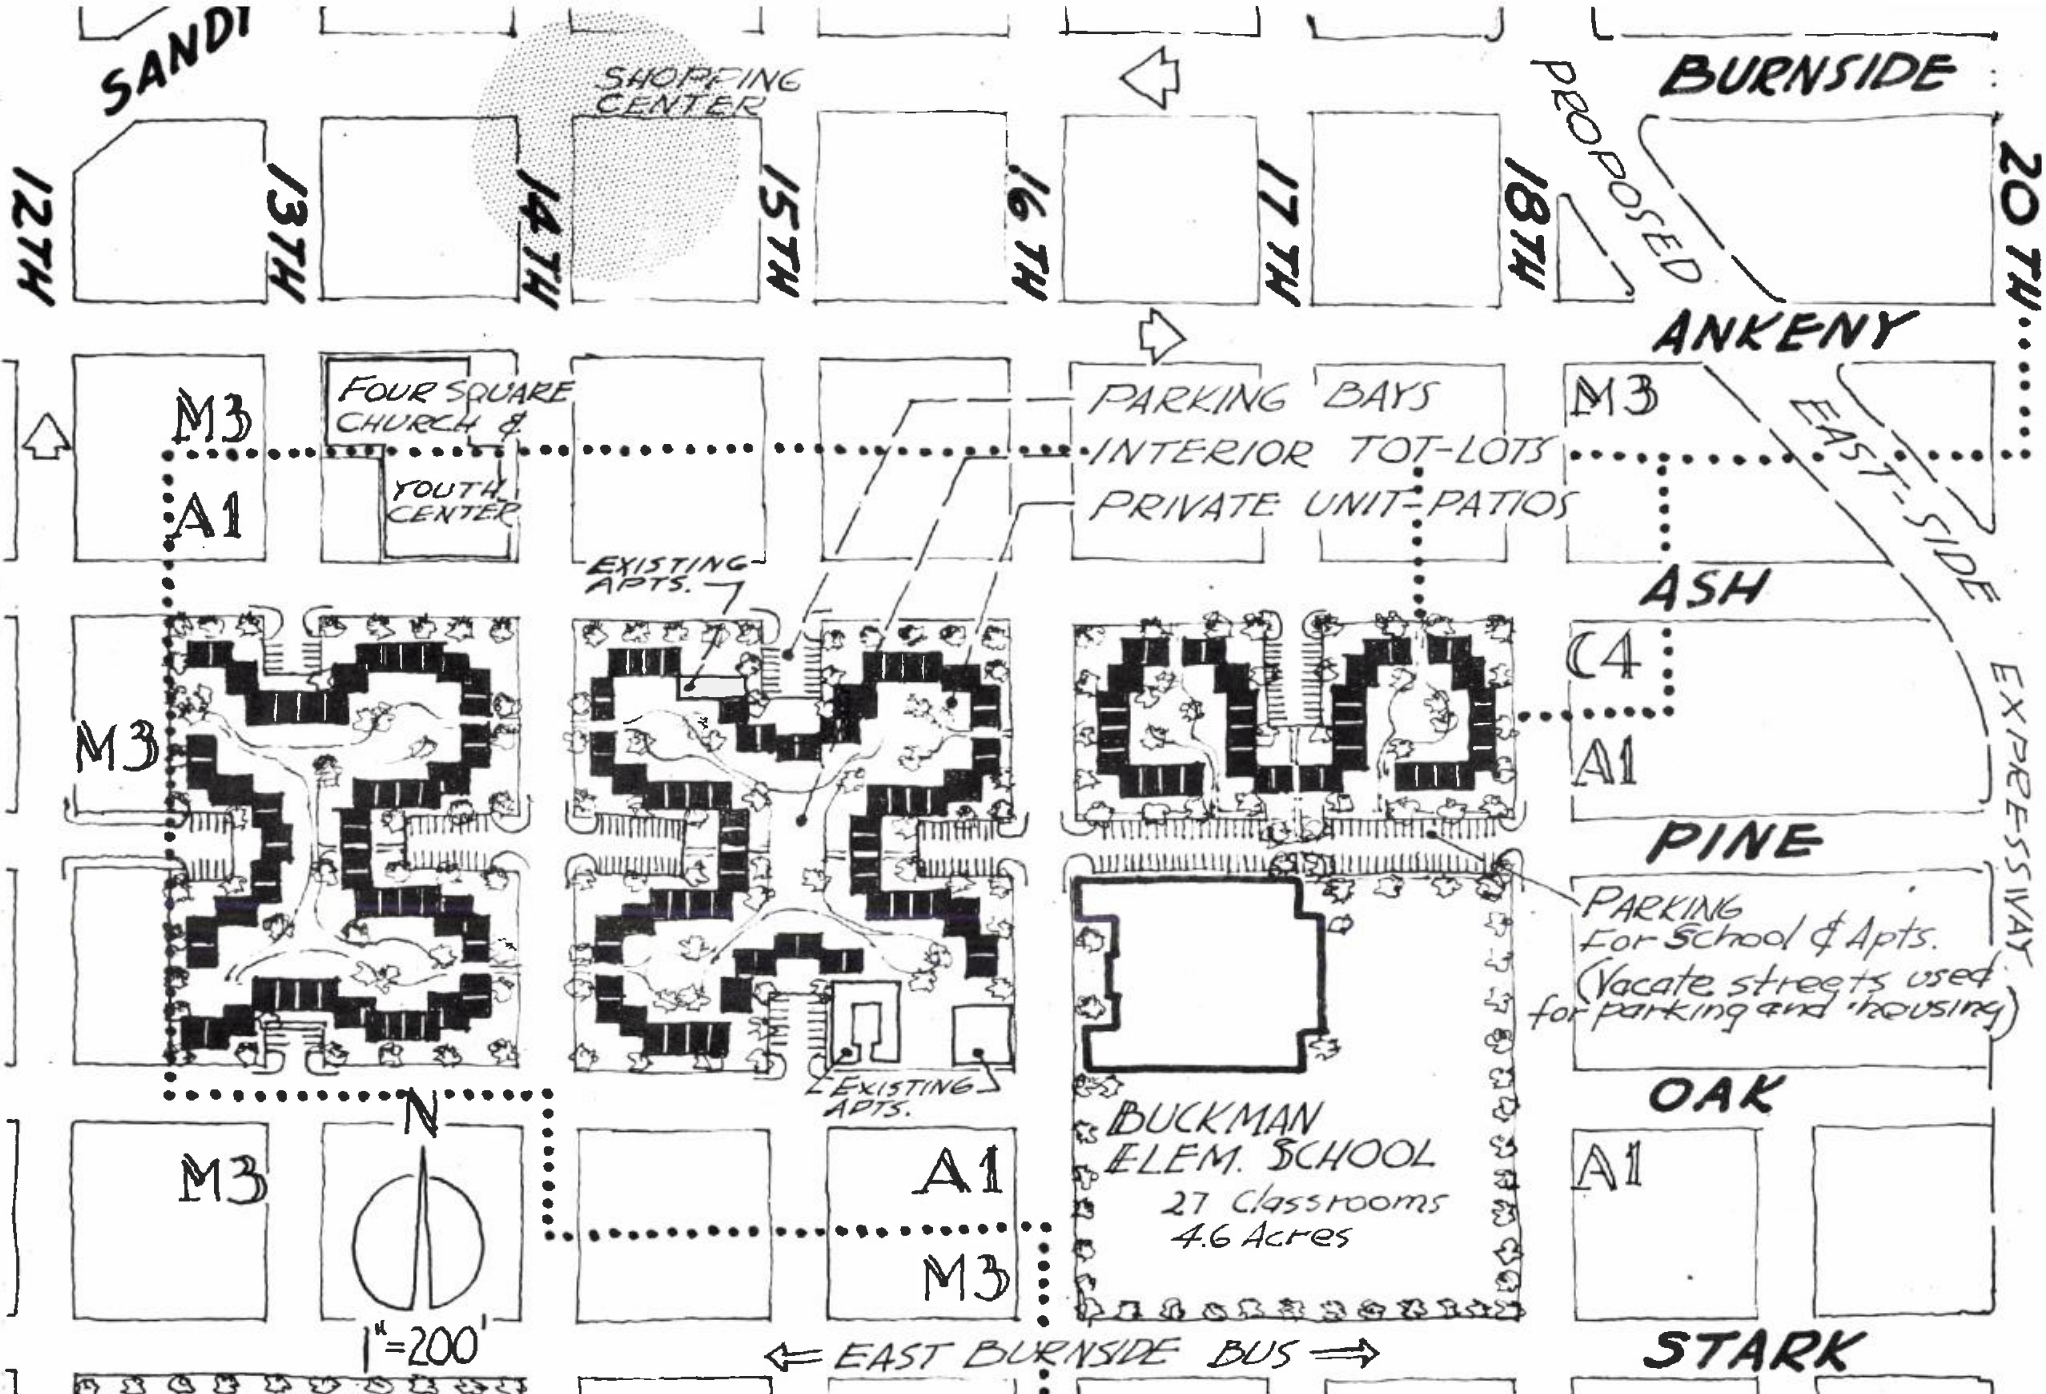 SANDY
BURNSIDE
SHOPPING
CENTER
PROPOSED
12TH
13TH
14TH
15TH
16TH
17TH
18TH
20TH
ANKENY
M3
FOUR SQUARE
CHURCH &
YOUTH
CENTER
A1
PARKING BAYS
INTERIOR TOT-LOTS
PRIVATE UNIT-PATIOS
M3
EAST-SIDE
EXPRESSWAY
EXISTING
APTS.
ASH
C4
A1
M3
PINE
PARKING
For School & Apts.
(Vacate streets used
for parking and housing)
EXISTING
APTS.
OAK
N
M3
A1
M3
BUCKMAN
ELEM. SCHOOL
27 Classrooms
4.6 Acres
A1
1"=200'
EAST BURNSIDE BUS
STARK